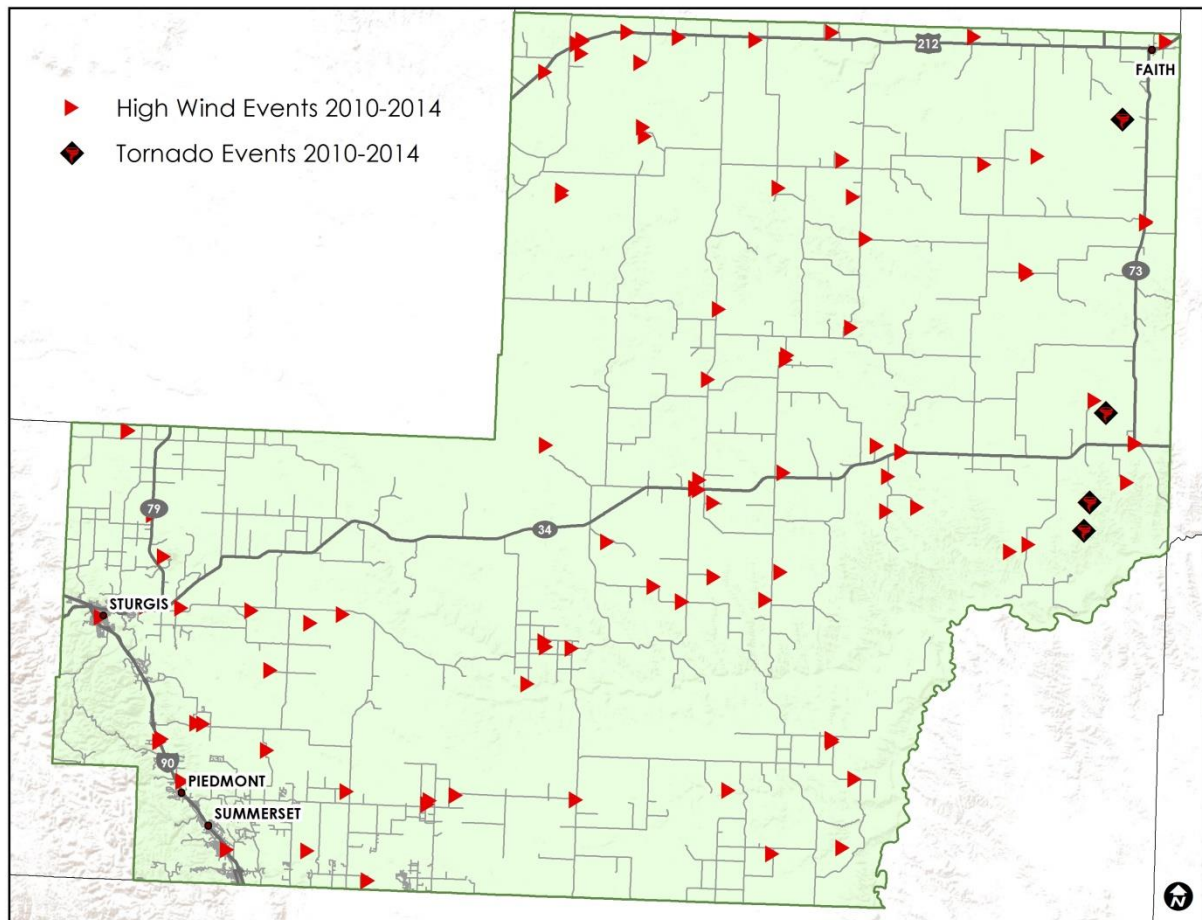 212
FAITH
High Wind Events 2010-2014
Tornado Events 2010-2014
73
79
34
STURGIS
90
PIEDMONT
SUMMERSET
N